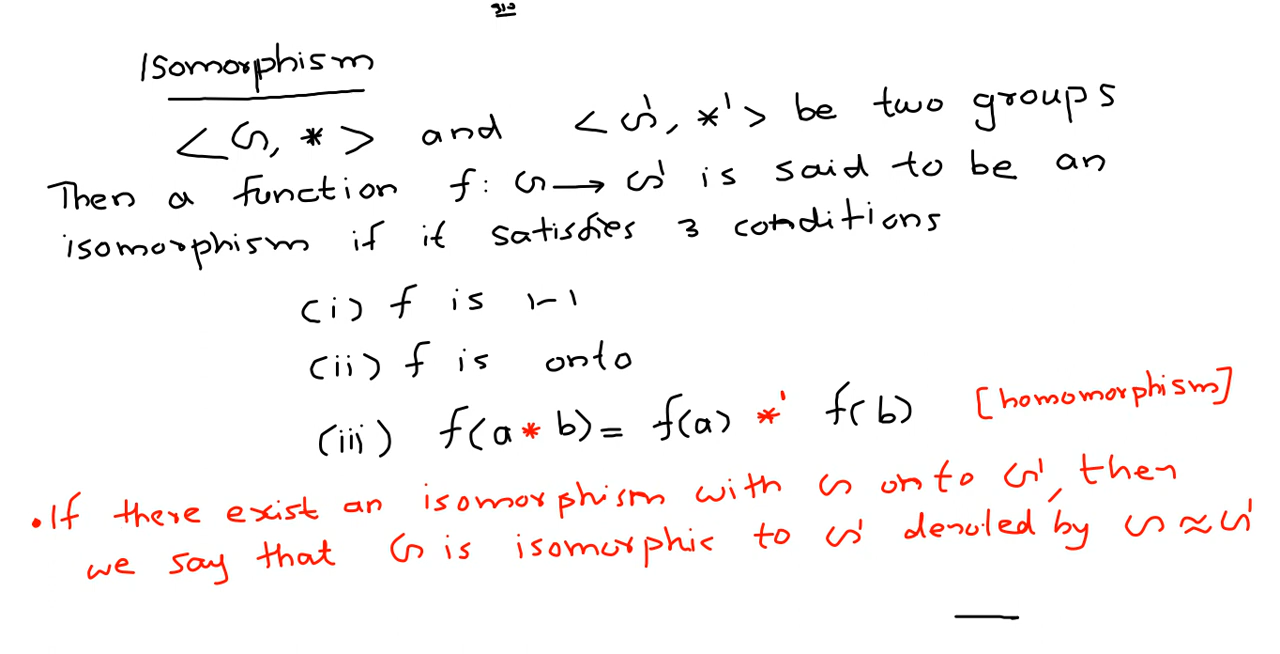 Isomorphism
<G, *> and <G', *'> be two groups
Then a function f: G → G' is said to be an
isomorphism if it satisfies 3 conditions
(i) f is 1-1
(ii) f is onto
(iii) f(a * b) = f(a) *' f(b) [homomorphism]
• If there exist an isomorphism with G onto G', then
we say that G is isomorphic to G' denoted by G ≈ G'